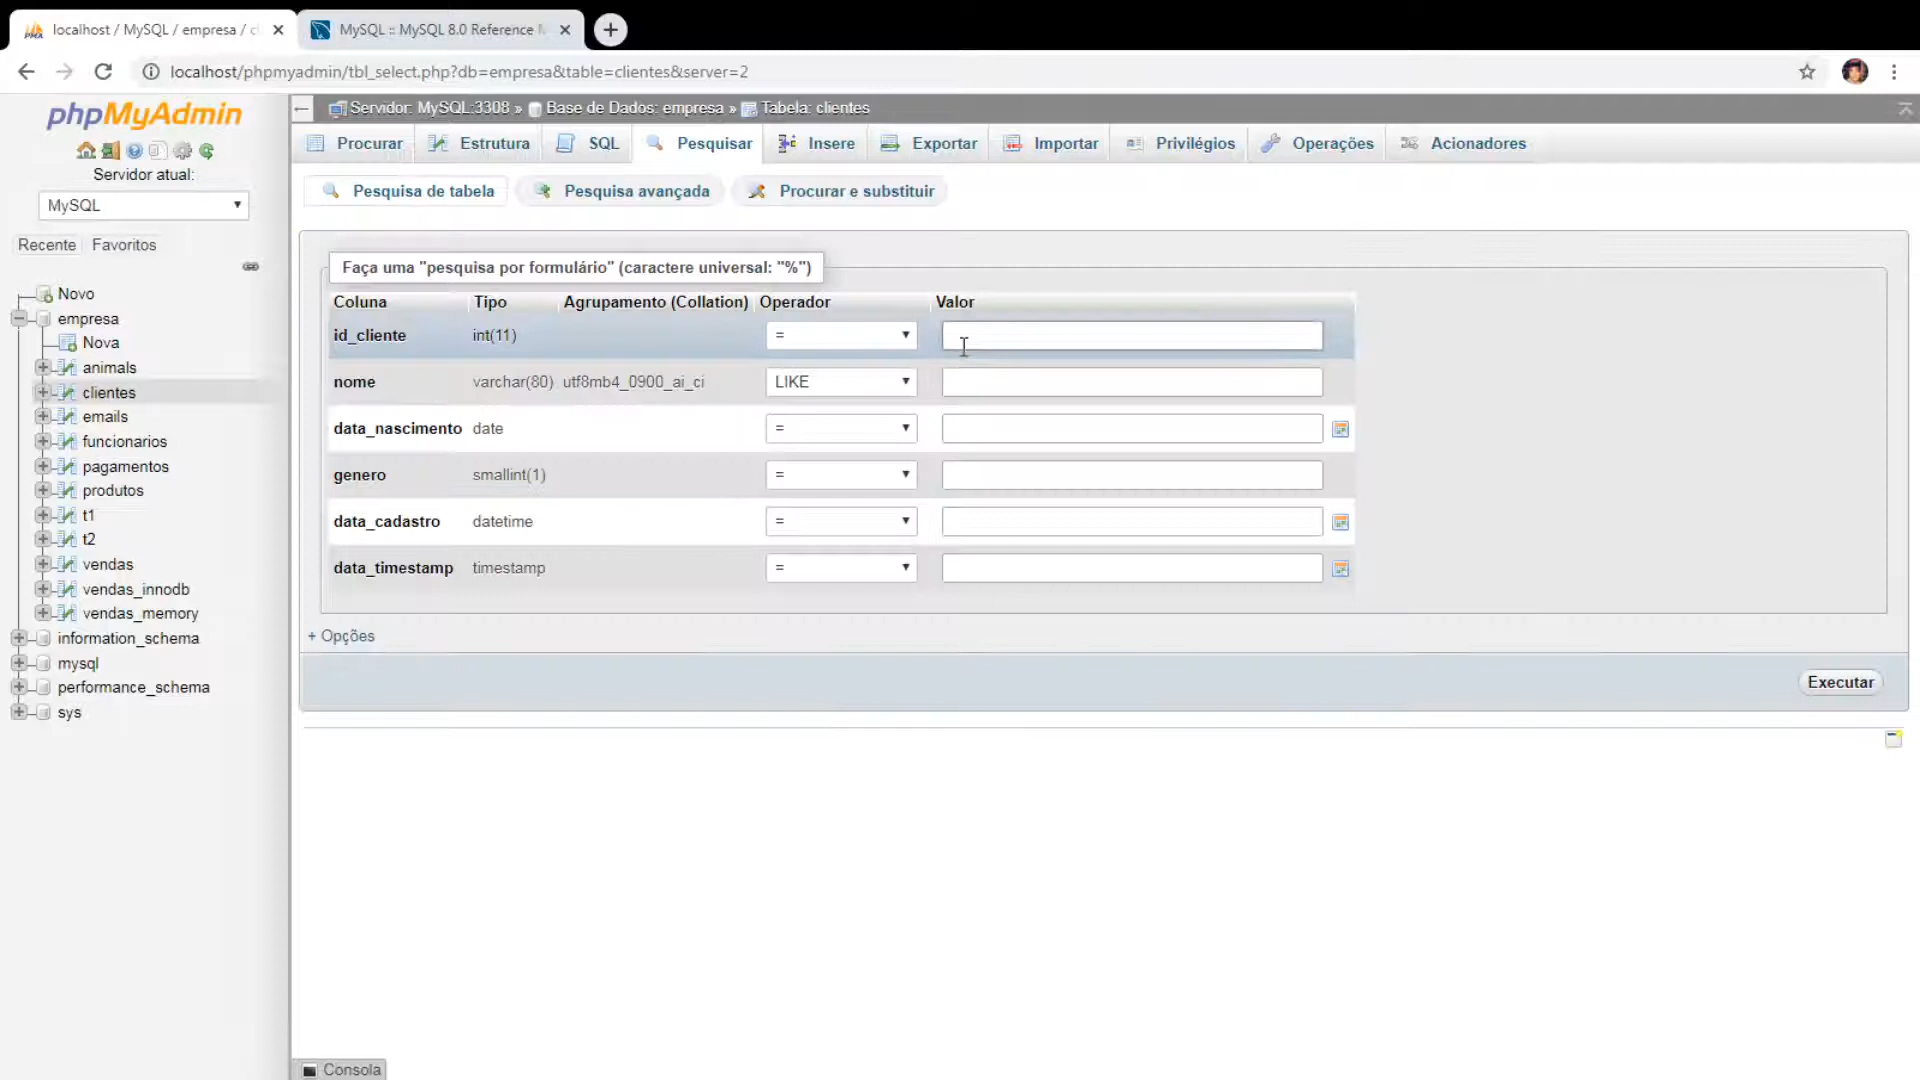 localhost / MySQL / empresa / c
MySQL :: MySQL 8.0 Reference
localhost/phpmyadmin/tbl_select.php?db=empresa&table=clientes&server=2
phpMyAdmin
Servidor atual:
MySQL
Recente Favoritos
Novo
empresa
Nova
animals
clientes
emails
funcionarios
pagamentos
produtos
t1
t2
vendas
vendas_innodb
vendas_memory
information_schema
mysql
performance_schema
sys
Servidor: MySQL:3308 » Base de Dados: empresa » Tabela: clientes
Procurar Estrutura SQL Pesquisar Insere Exportar Importar Privilégios Operações Acionadores
Pesquisa de tabela Pesquisa avançada Procurar e substituir
Faça uma "pesquisa por formulário" (caractere universal: "%")
Coluna Tipo Agrupamento (Collation) Operador Valor
id_cliente int(11) =
nome varchar(80) utf8mb4_0900_ai_ci LIKE
data_nascimento date =
genero smallint(1) =
data_cadastro datetime =
data_timestamp timestamp =
+ Opções
Executar
Consola